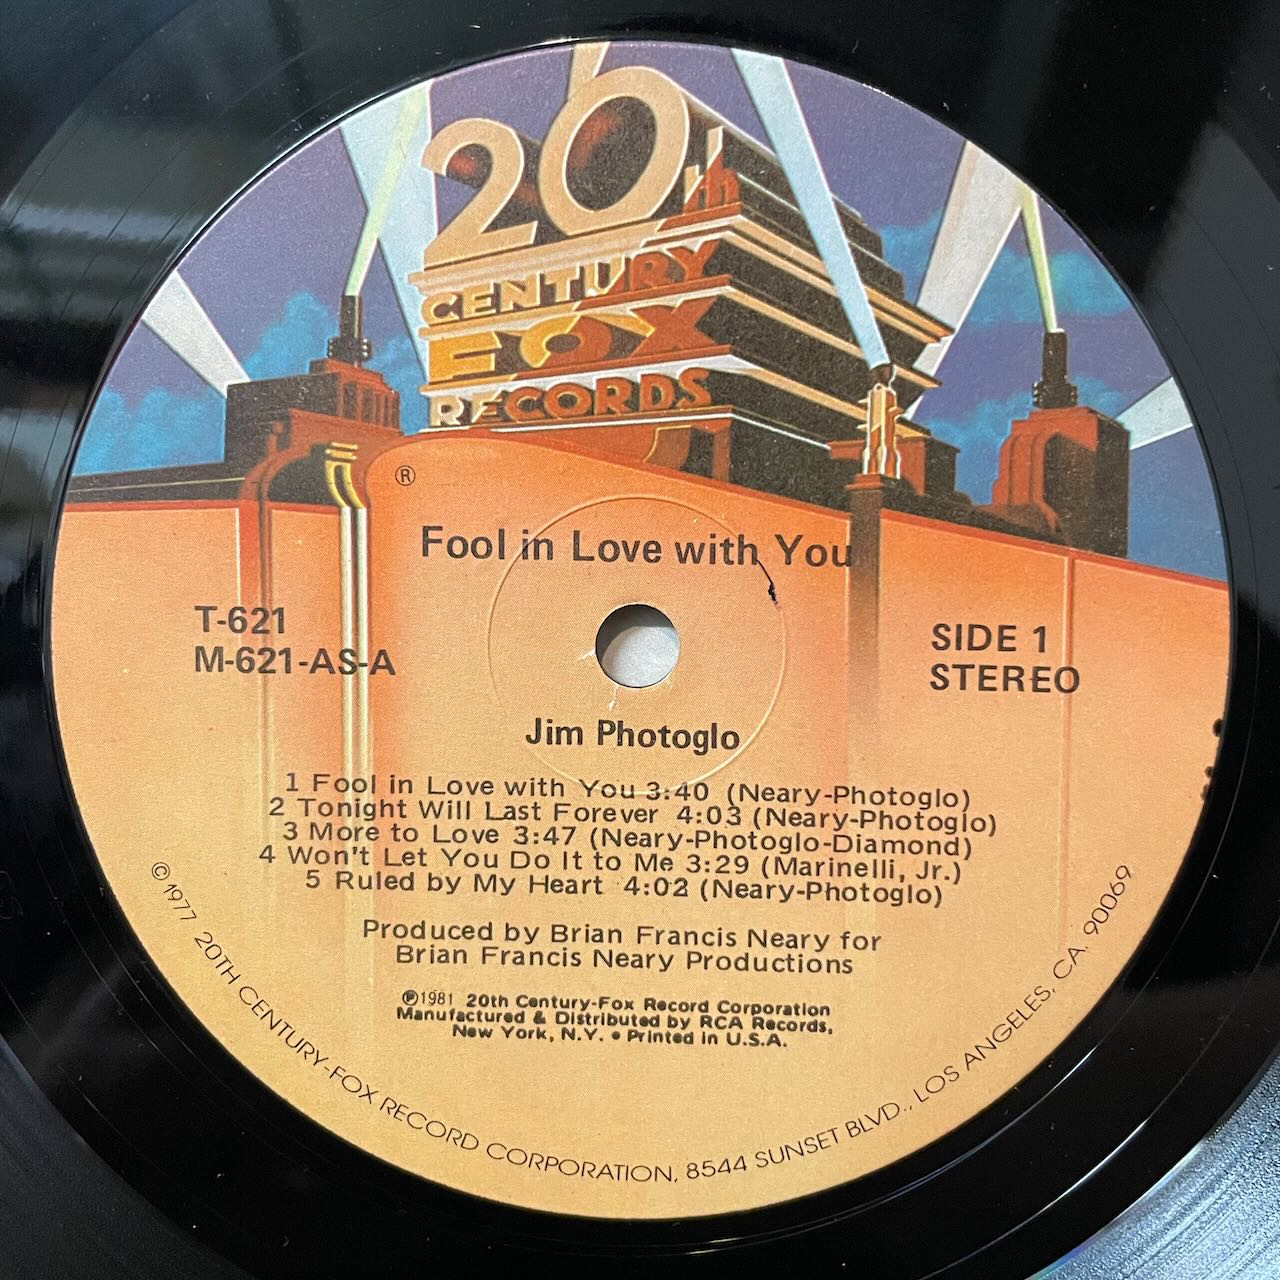 20th
CENTURY
FOX
RECORDS
®
Fool in Love with You
T-621
M-621-AS-A
SIDE 1
STEREO
Jim Photoglo
1 Fool in Love with You 3:40 (Neary-Photoglo)
2 Tonight Will Last Forever 4:03 (Neary-Photoglo)
3 More to Love 3:47 (Neary-Photoglo-Diamond)
4 Won't Let You Do It to Me 3:29 (Marinelli, Jr.)
5 Ruled by My Heart 4:02 (Neary-Photoglo)
Produced by Brian Francis Neary for
Brian Francis Neary Productions
℗1981 20th Century-Fox Record Corporation
Manufactured & Distributed by RCA Records,
New York, N.Y. • Printed in U.S.A.
©1977 20TH CENTURY-FOX RECORD CORPORATION, 8544 SUNSET BLVD., LOS ANGELES, CA. 90069